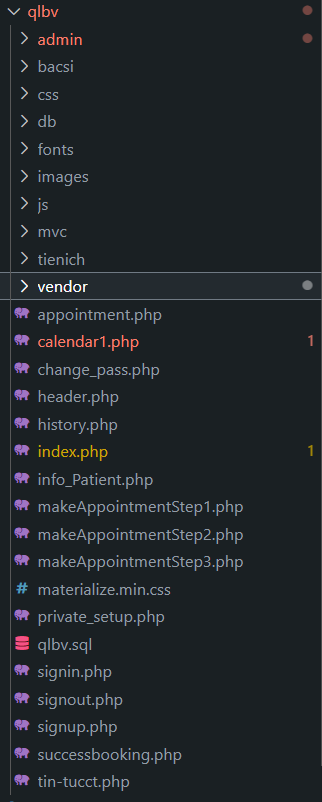 qlbv
admin
bacsi
css
db
fonts
images
js
mvc
tienich
vendor
appointment.php
calendar1.php 1
change_pass.php
header.php
history.php
index.php 1
info_Patient.php
makeAppointmentStep1.php
makeAppointmentStep2.php
makeAppointmentStep3.php
# materialize.min.css
private_setup.php
qlbv.sql
signin.php
signout.php
signup.php
successbooking.php
tin-tucct.php